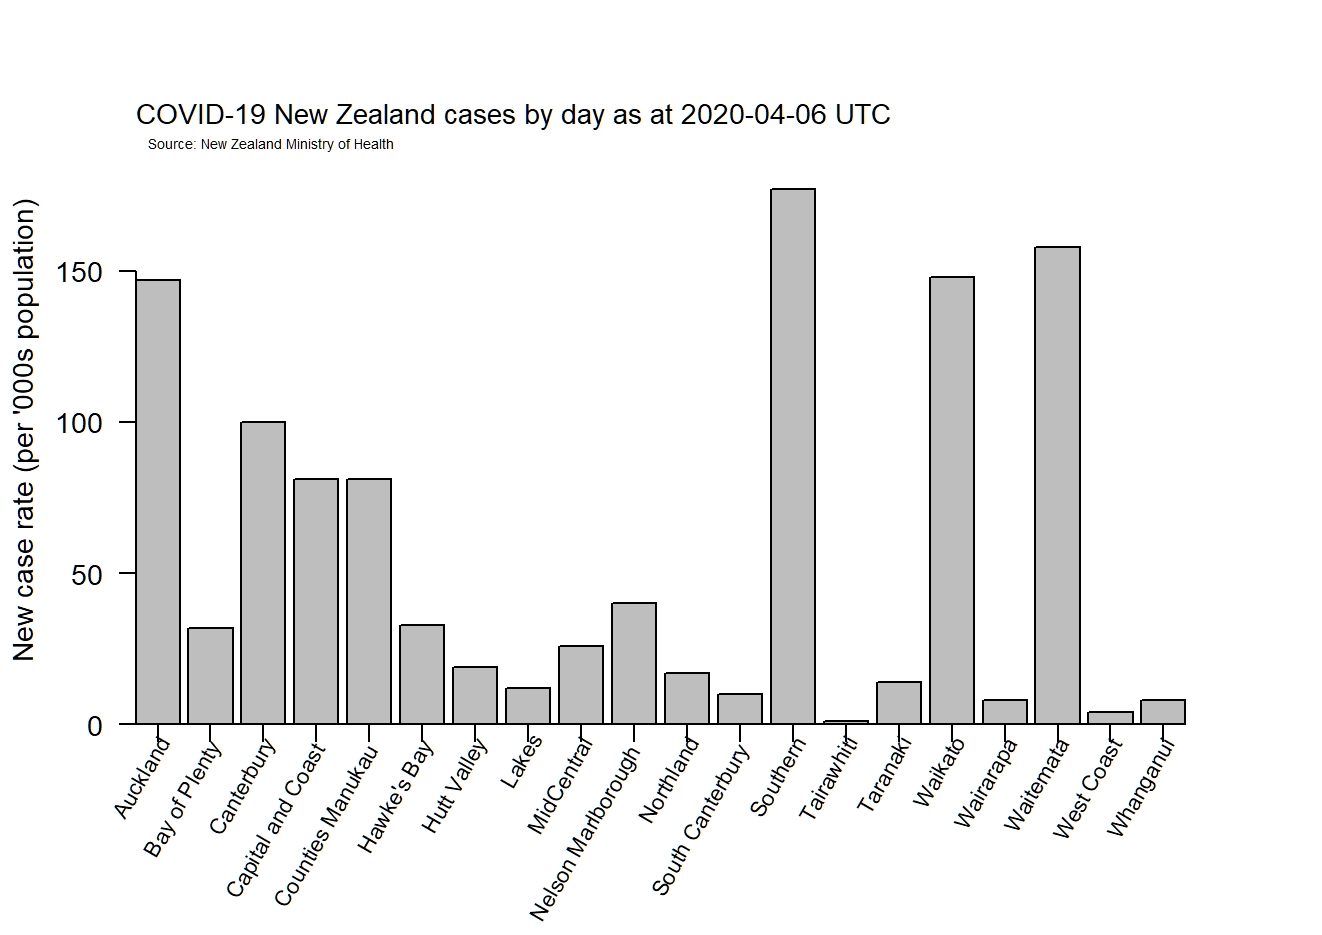 COVID-19 New Zealand cases by day as at 2020-04-06 UTC
Source: New Zealand Ministry of Health
New case rate (per '000s population)
150
100
50
0
Auckland
Bay of Plenty
Canterbury
Capital and Coast
Counties Manukau
Hawke's Bay
Hutt Valley
Lakes
MidCentral
Nelson Marlborough
Northland
South Canterbury
Southern
Tairawhiti
Taranaki
Waikato
Wairarapa
Waitemata
West Coast
Whanganui